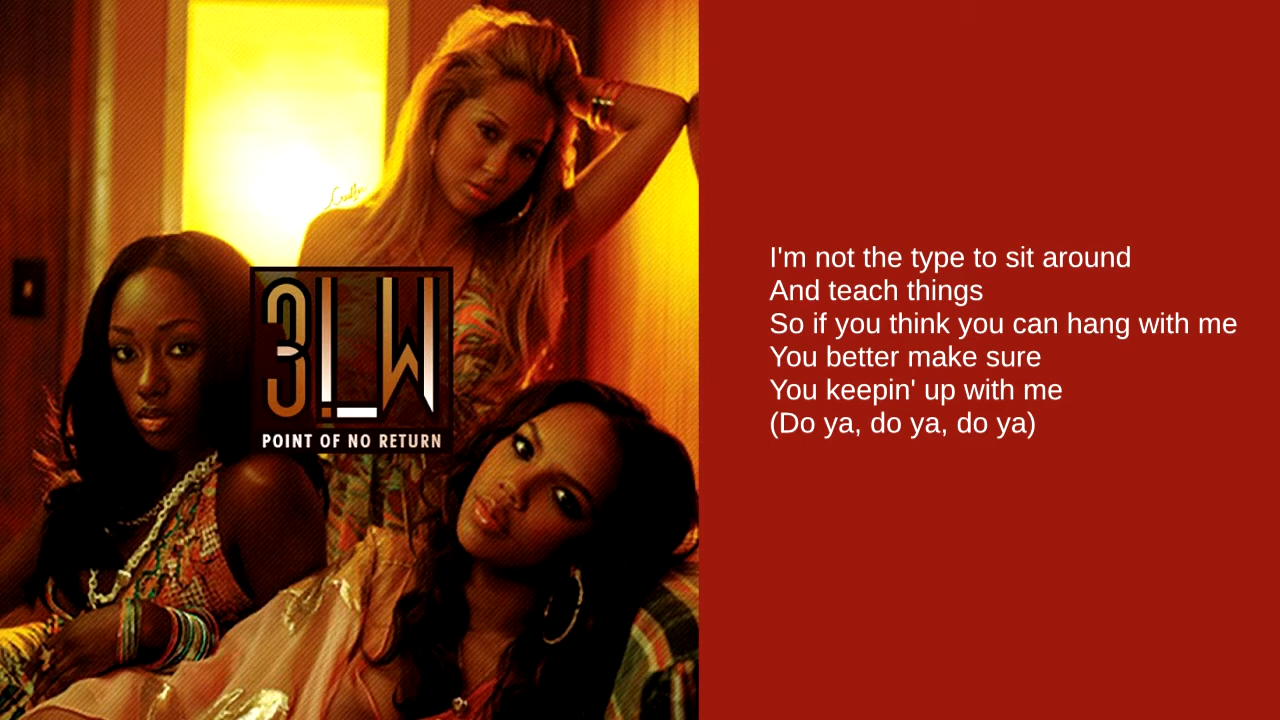 3LW
POINT OF NO RETURN
I'm not the type to sit around
And teach things
So if you think you can hang with me
You better make sure
You keepin' up with me
(Do ya, do ya, do ya)